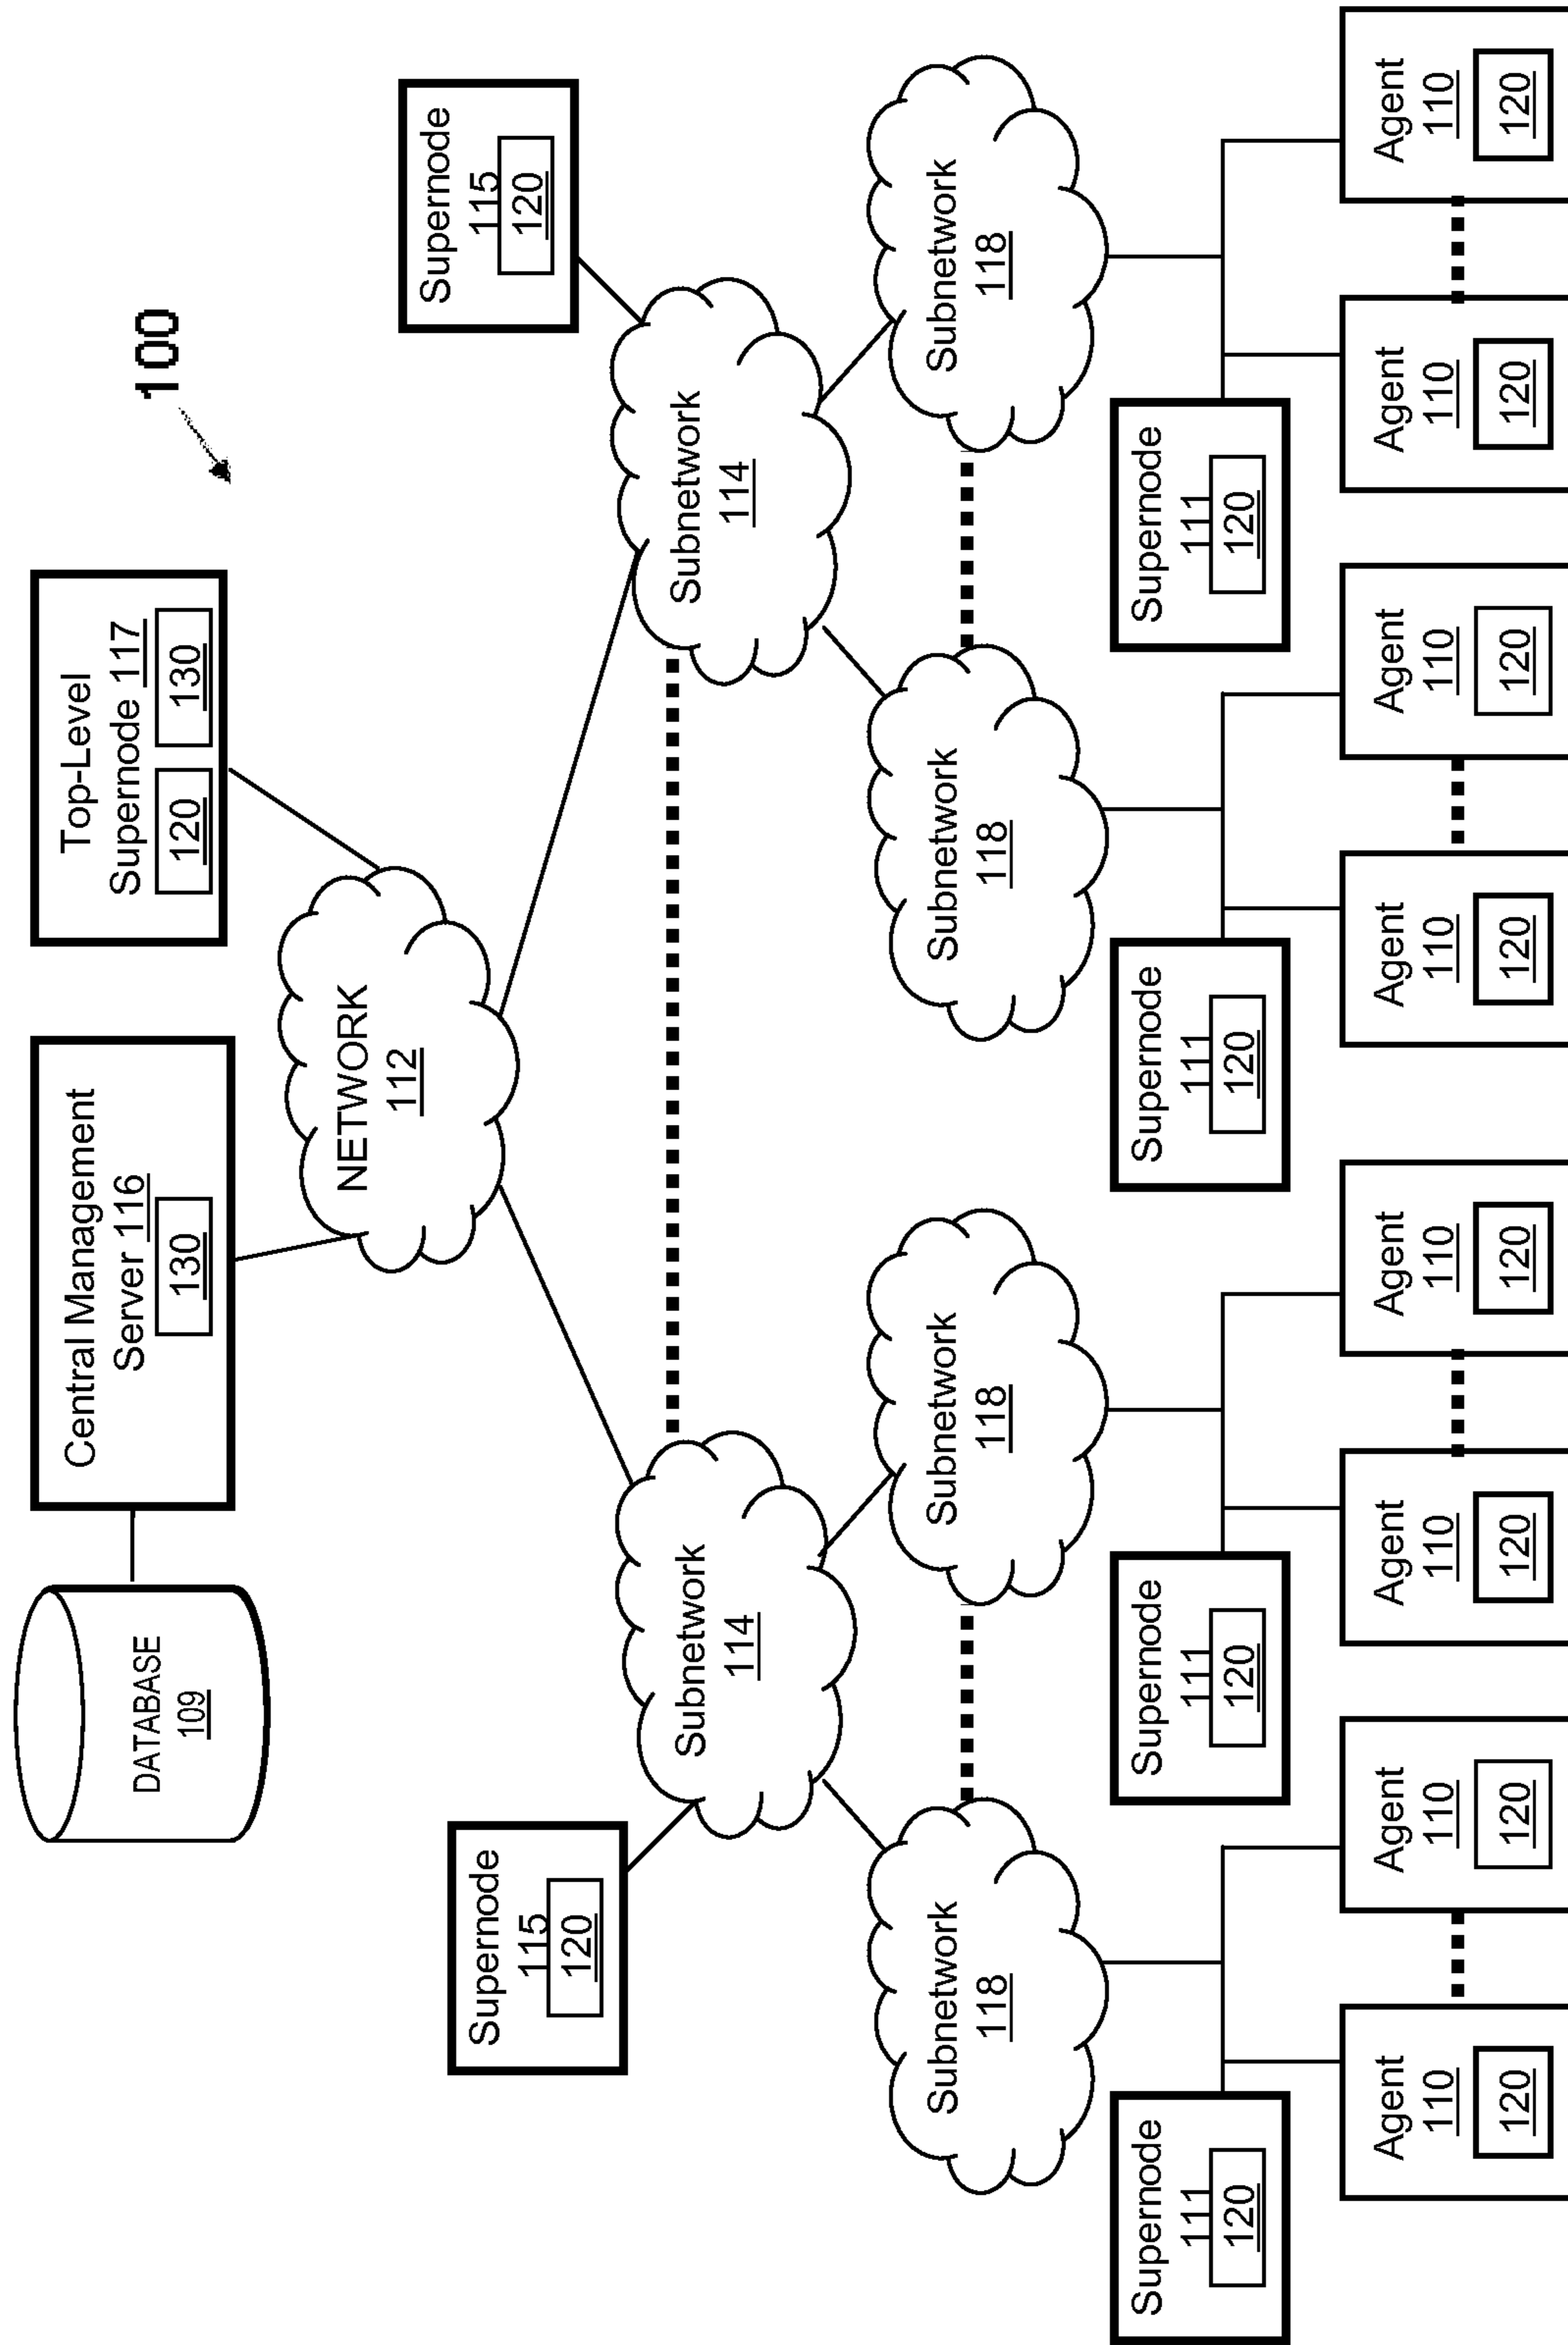 100
DATABASE
109
Central Management
Server 116
130
Top-Level
Supernode 117
120
130
NETWORK
112
Supernode
115
120
Supernode
115
120
Subnetwork
114
Subnetwork
114
Subnetwork
118
Subnetwork
118
Subnetwork
118
Subnetwork
118
Supernode
111
120
Supernode
111
120
Supernode
111
120
Supernode
111
120
Agent
110
120
Agent
110
120
Agent
110
120
Agent
110
120
Agent
110
120
Agent
110
120
Agent
110
120
Agent
110
120